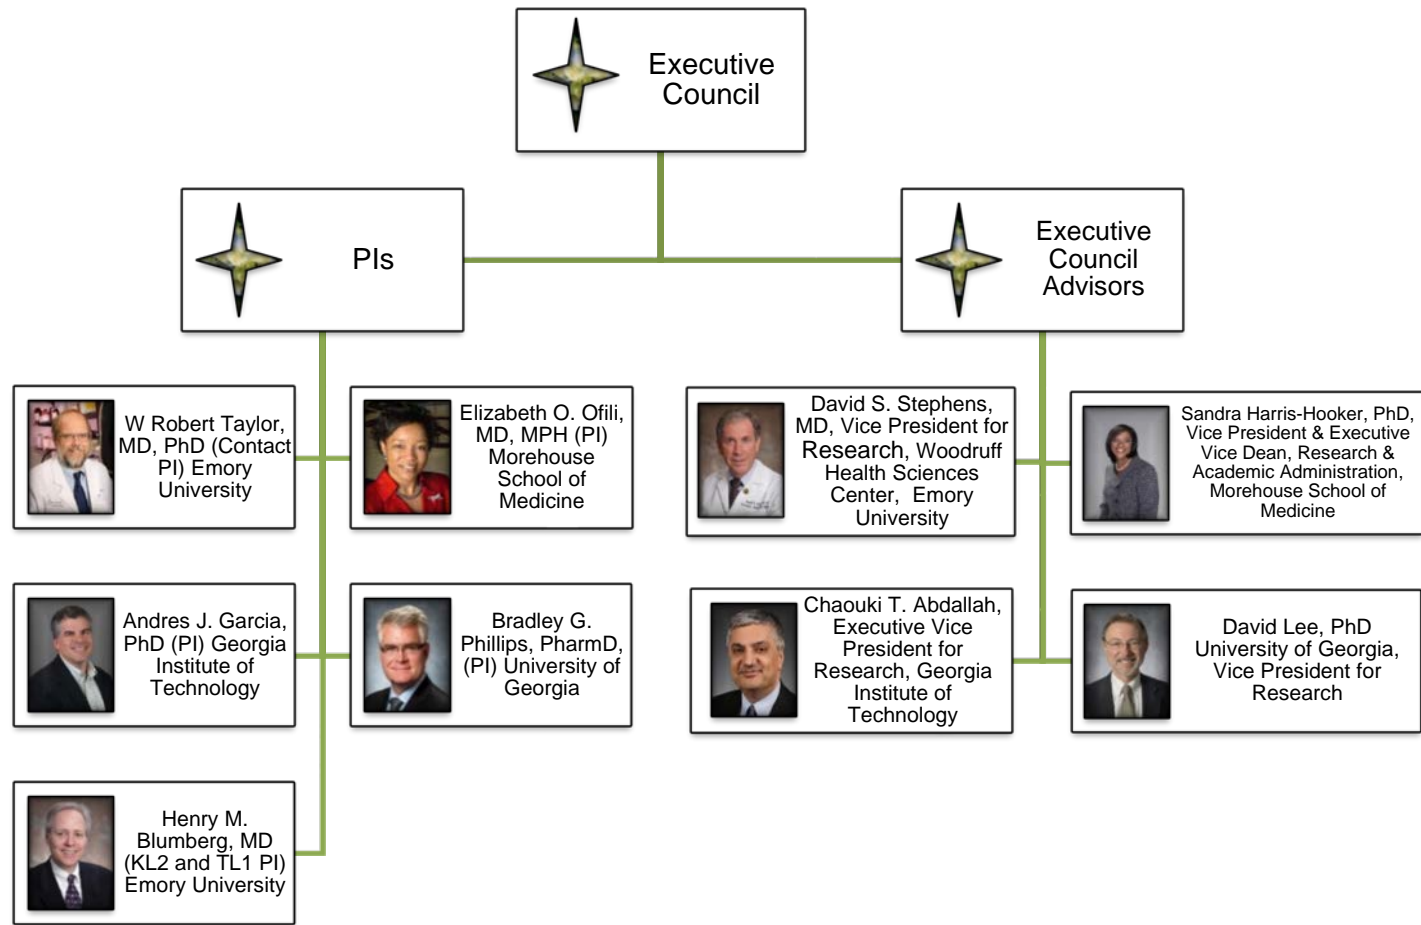 Executive
Council
PIs
Executive
Council
Advisors
W Robert Taylor,
MD, PhD (Contact
PI) Emory
University
Elizabeth O. Ofili,
MD, MPH (PI)
Morehouse
School of
Medicine
David S. Stephens,
MD, Vice President for
Research, Woodruff
Health Sciences
Center, Emory
University
Sandra Harris-Hooker, PhD,
Vice President & Executive
Vice Dean, Research &
Academic Administration,
Morehouse School of
Medicine
Andres J. Garcia,
PhD (PI) Georgia
Institute of
Technology
Bradley G.
Phillips, PharmD,
(PI) University of
Georgia
Chaouki T. Abdallah,
Executive Vice
President for
Research, Georgia
Institute of
Technology
David Lee, PhD
University of Georgia,
Vice President for
Research
Henry M.
Blumberg, MD
(KL2 and TL1 PI)
Emory University